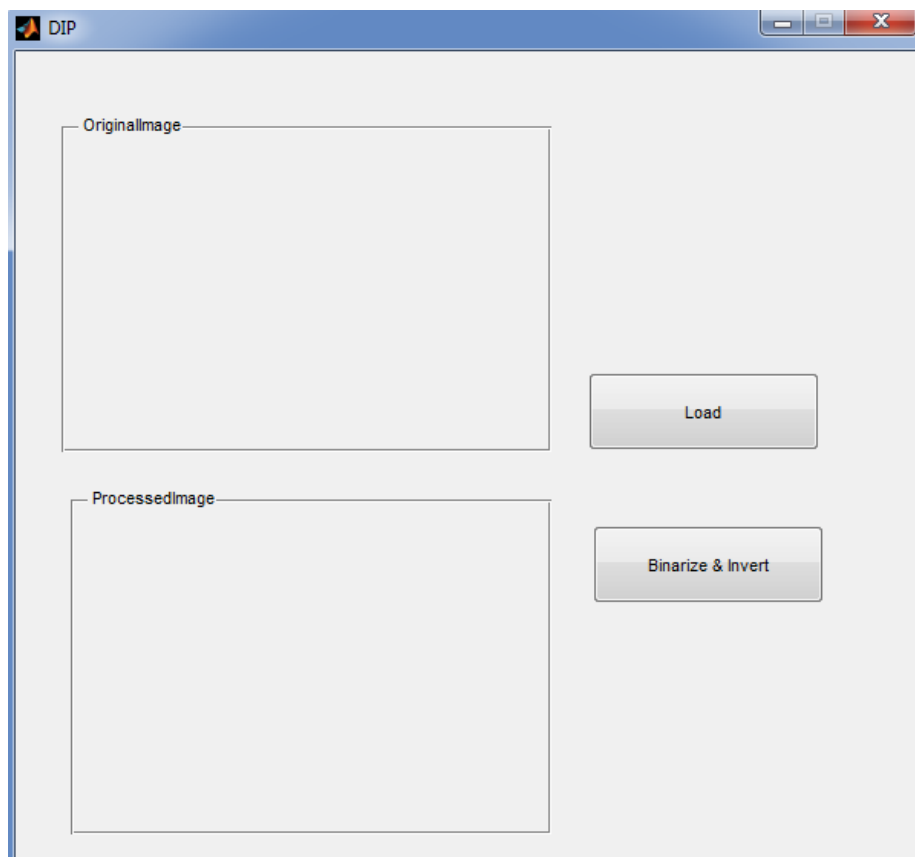 DIP
OriginalImage
Load
ProcessedImage
Binarize & Invert